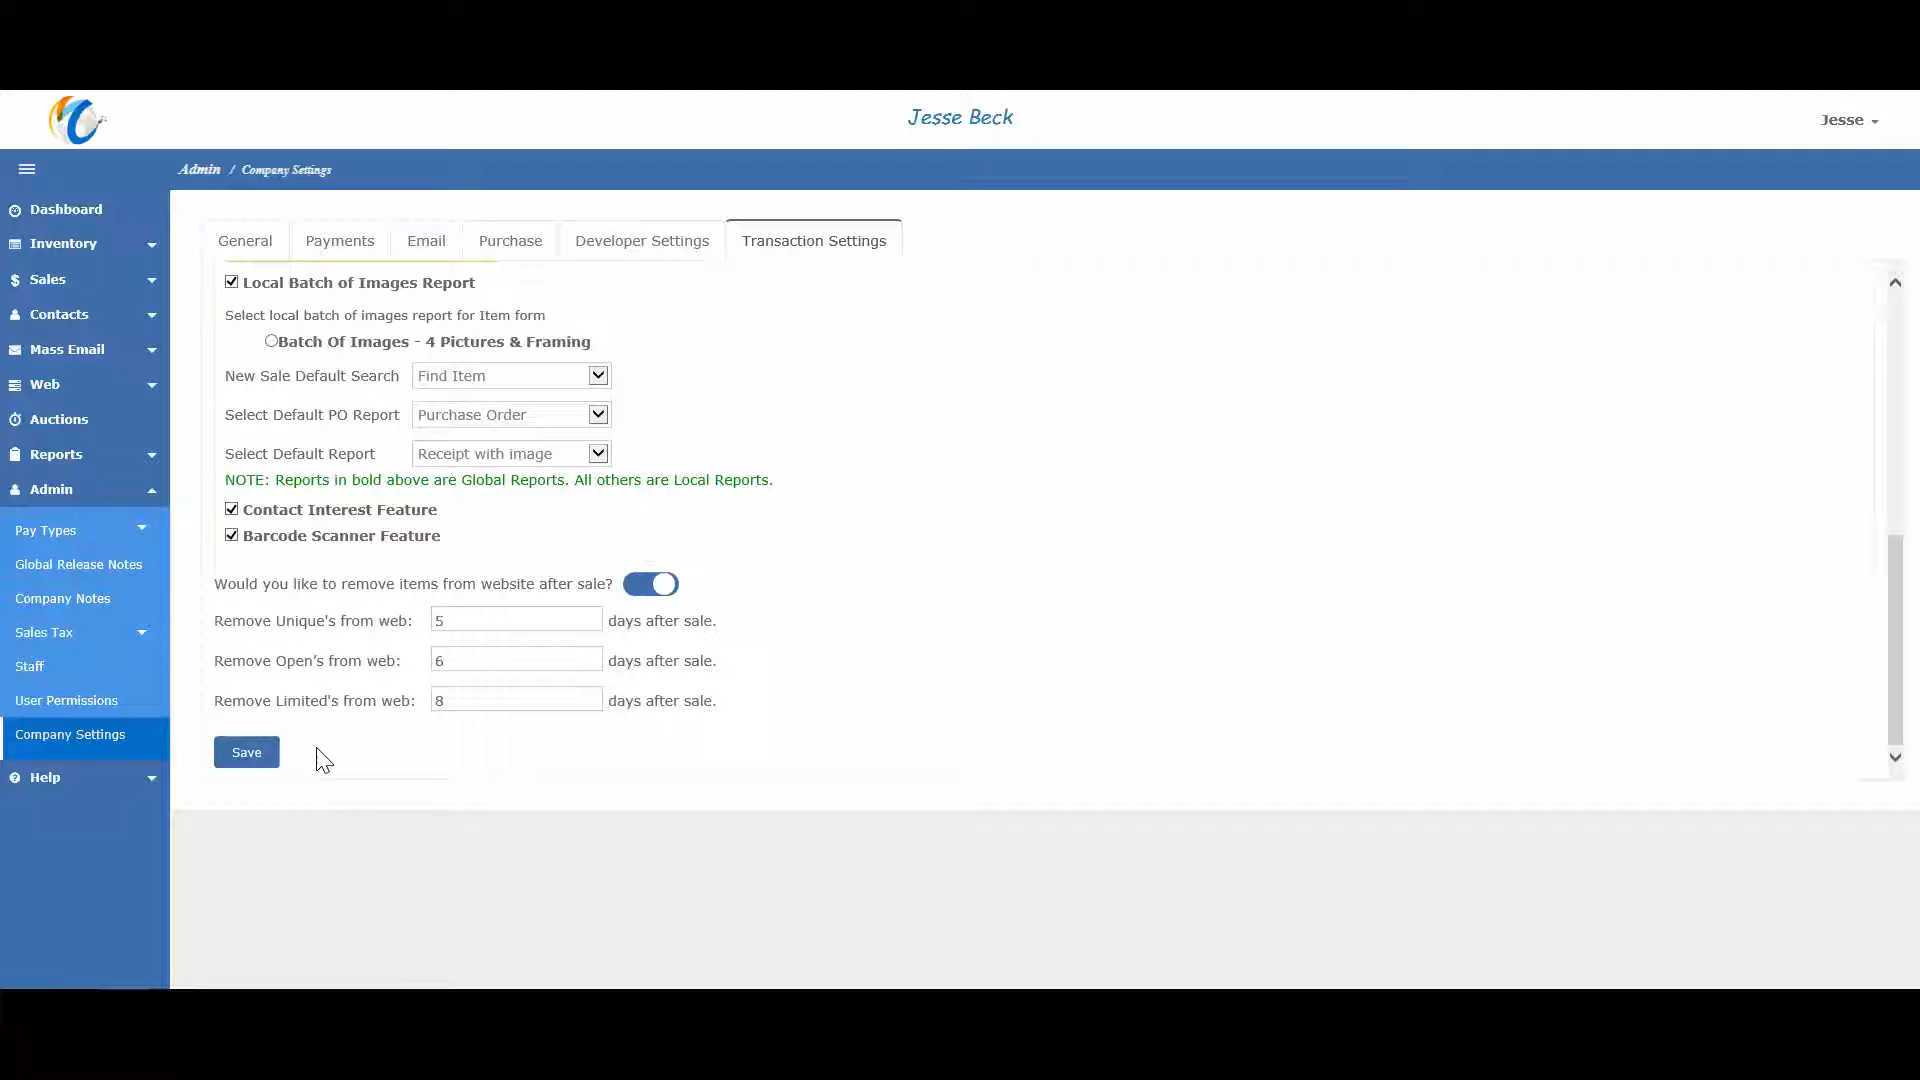 Jesse Beck
Jesse
Admin / Company Settings
Dashboard
Inventory
Sales
Contacts
Mass Email
Web
Auctions
Reports
Admin
Pay Types
Global Release Notes
Company Notes
Sales Tax
Staff
User Permissions
Company Settings
Help
General Payments Email Purchase Developer Settings Transaction Settings
Local Batch of Images Report
Select local batch of images report for Item form
Batch Of Images - 4 Pictures & Framing
New Sale Default Search Find Item
Select Default PO Report Purchase Order
Select Default Report Receipt with image
NOTE: Reports in bold above are Global Reports. All others are Local Reports.
Contact Interest Feature
Barcode Scanner Feature
Would you like to remove items from website after sale?
Remove Unique's from web: 5 days after sale.
Remove Open’s from web: 6 days after sale.
Remove Limited's from web: 8 days after sale.
Save